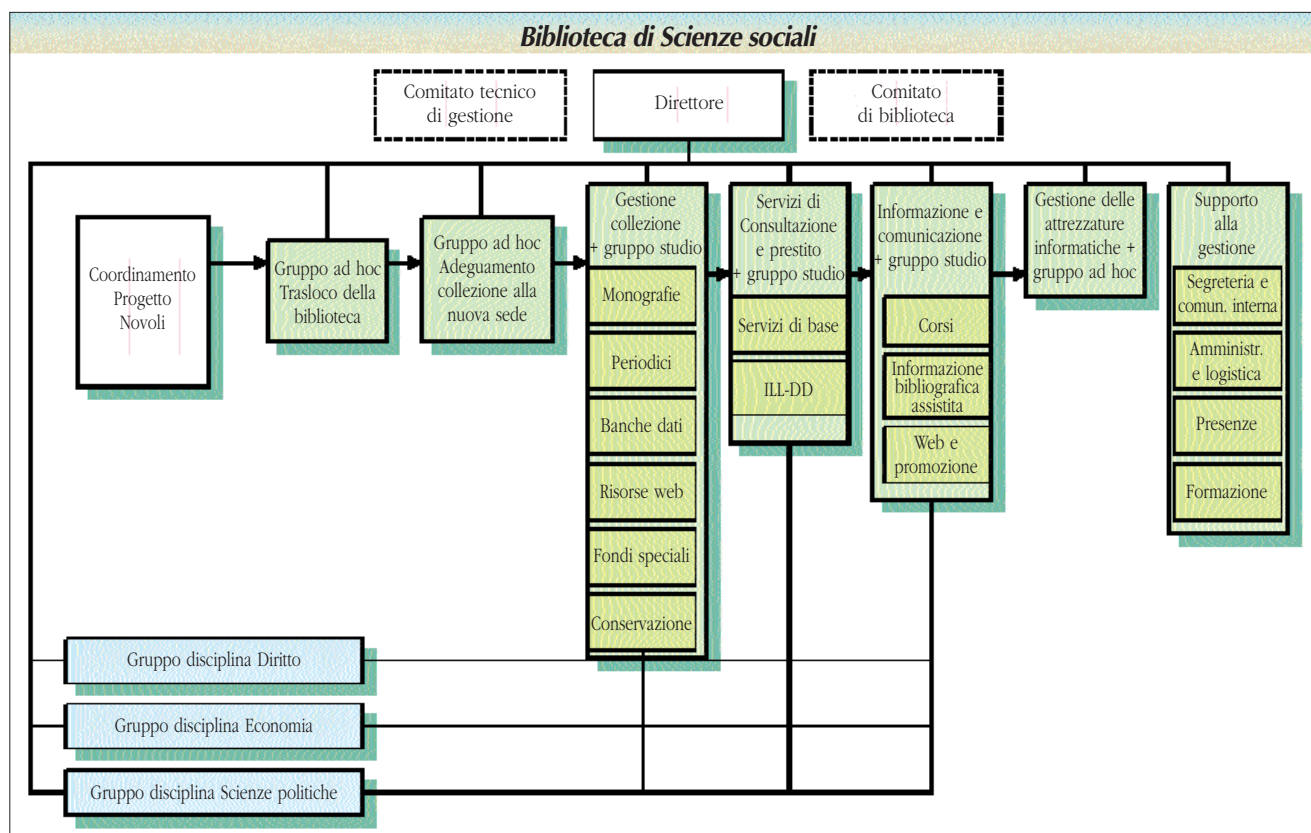 Biblioteca di Scienze sociali
Comitato tecnico
di gestione
Direttore
Comitato
di biblioteca
Coordinamento
Progetto
Novoli
Gruppo ad hoc
Trasloco della
biblioteca
Gruppo ad hoc
Adeguamento
collezione alla
nuova sede
Gestione
collezione
+ gruppo studio
Monografie
Periodici
Banche dati
Risorse web
Fondi speciali
Conservazione
Servizi di
Consultazione
e prestito
+ gruppo studio
Servizi di base
ILL-DD
Informazione e
comunicazione
+ gruppo studio
Corsi
Informazione
bibliografica
assistita
Web e
promozione
Gestione delle
attrezzature
informatiche +
gruppo ad hoc
Supporto
alla
gestione
Segreteria e
comun. interna
Amministr.
e logistica
Presenze
Formazione
Gruppo disciplina Diritto
Gruppo disciplina Economia
Gruppo disciplina Scienze politiche